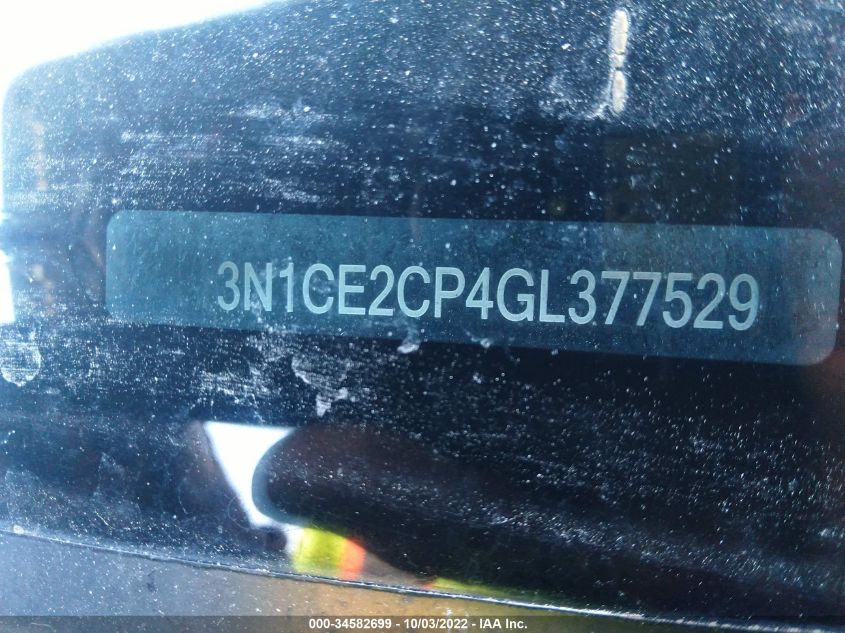 3N1CE2CP4GL377529
000-34582699 - 10/03/2022 - IAA Inc.